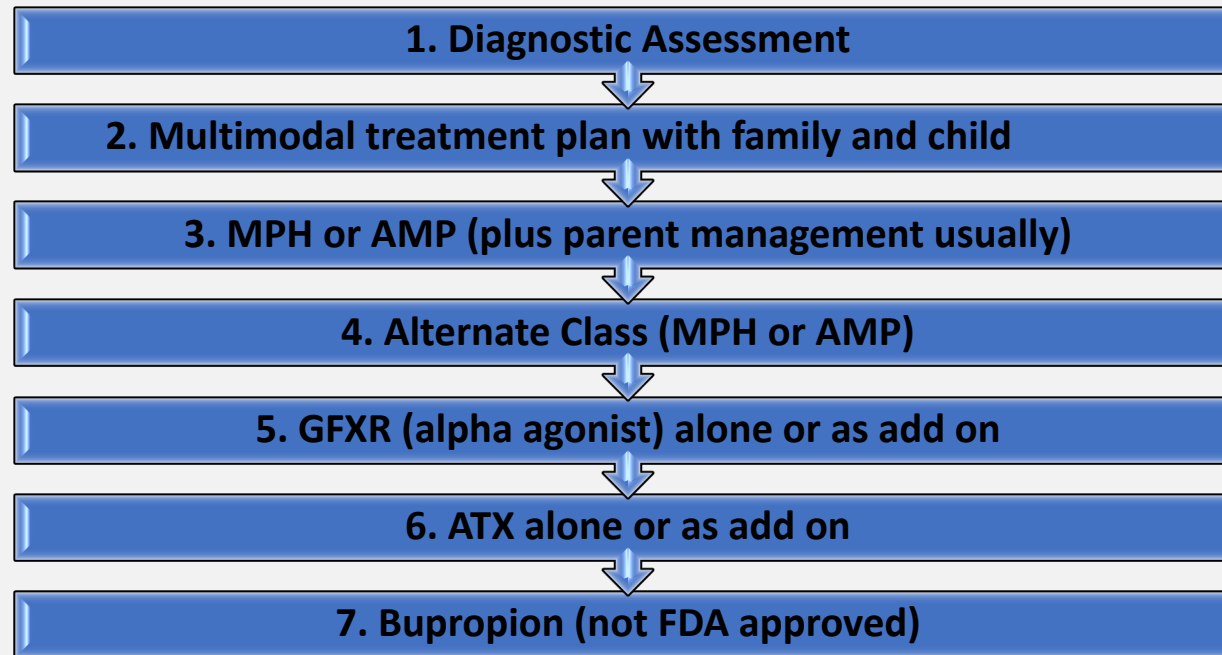 1. Diagnostic Assessment
2. Multimodal treatment plan with family and child
3. MPH or AMP (plus parent management usually)
4. Alternate Class (MPH or AMP)
5. GFXR (alpha agonist) alone or as add on
6. ATX alone or as add on
7. Bupropion (not FDA approved)